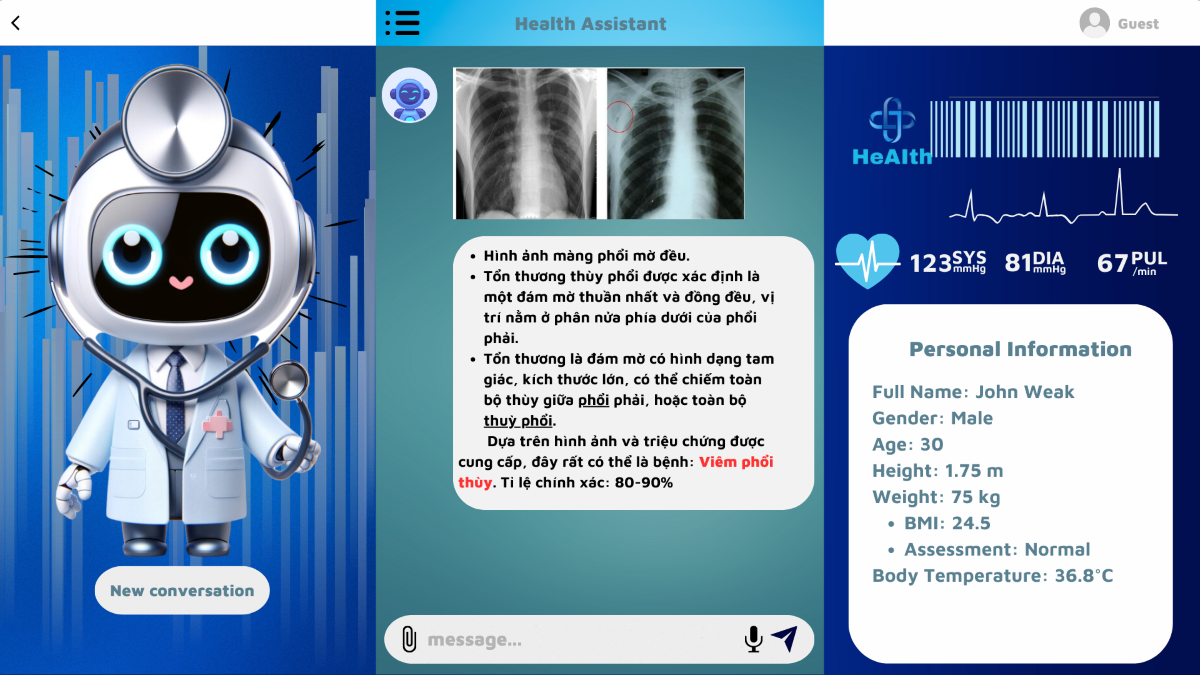 Health Assistant
Guest
HeAlth
123 SYS mmHg 81 DIA mmHg 67 PUL /min
• Hình ảnh màng phổi mờ đều.
• Tổn thương thùy phổi được xác định là
một đám mờ thuần nhất và đồng đều, vị
trí nằm ở phân nửa phía dưới của phổi
phải.
• Tổn thương là đám mờ có hình dạng tam
giác, kích thước lớn, có thể chiếm toàn
bộ thùy giữa phổi phải, hoặc toàn bộ
thuỳ phổi.
Dựa trên hình ảnh và triệu chứng được
cung cấp, đây rất có thể là bệnh: Viêm phổi
thùy. Tỉ lệ chính xác: 80-90%
Personal Information
Full Name: John Weak
Gender: Male
Age: 30
Height: 1.75 m
Weight: 75 kg
• BMI: 24.5
• Assessment: Normal
Body Temperature: 36.8°C
New conversation
message...